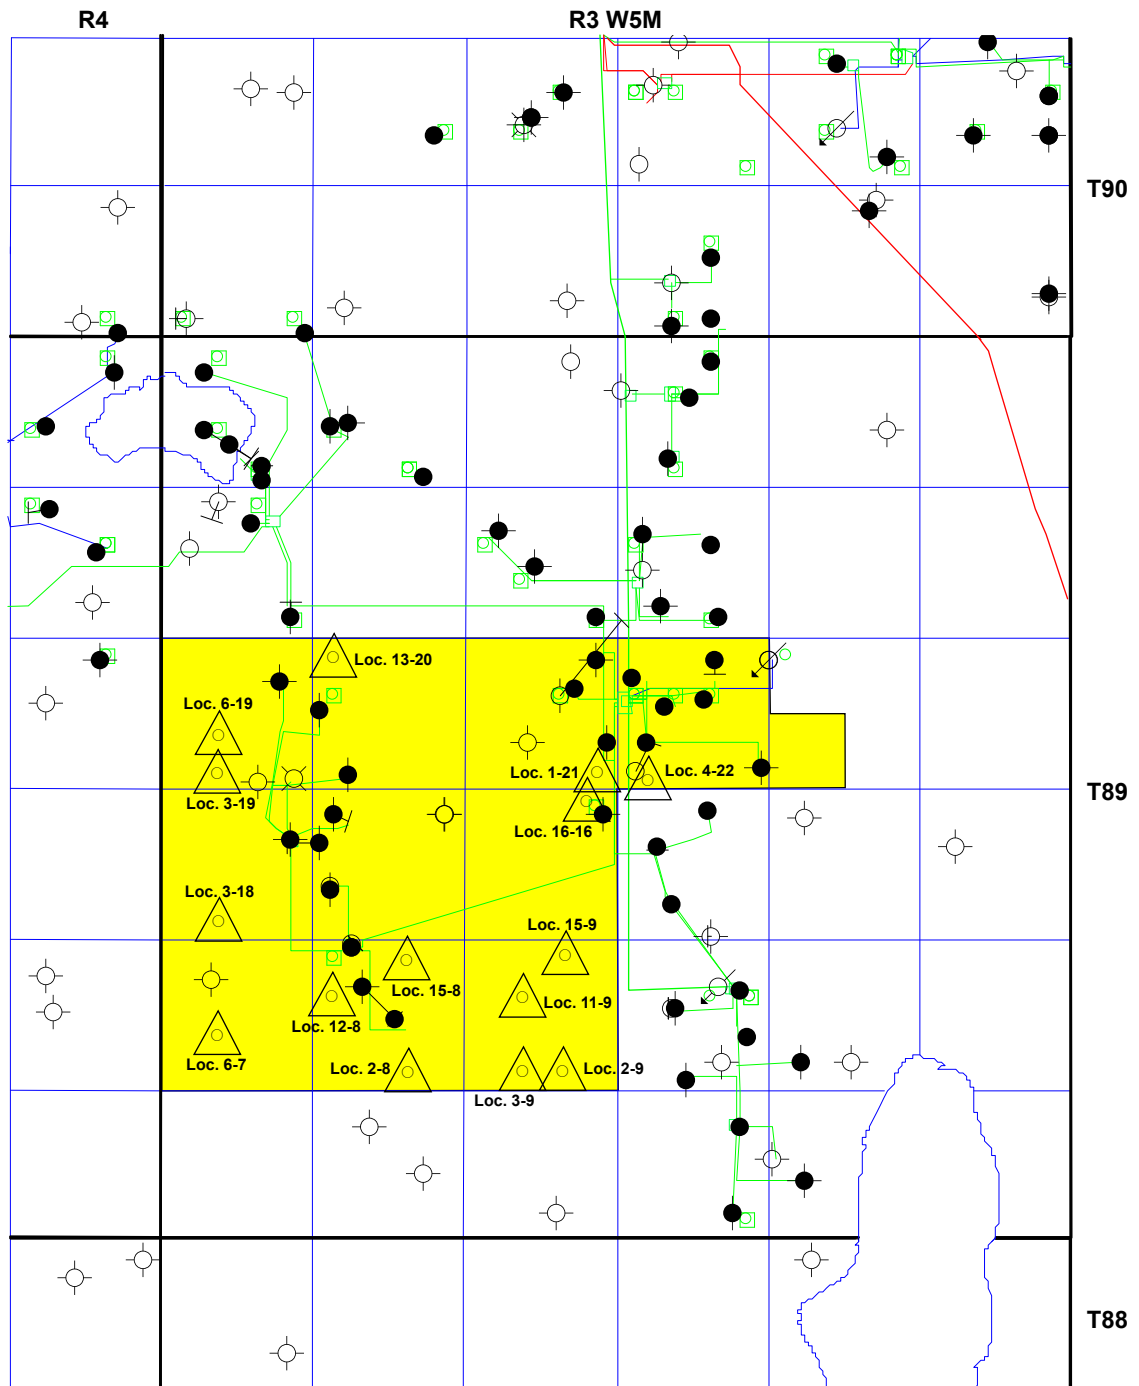 R4
R3 W5M
T90
Loc. 13-20
Loc. 6-19
Loc. 1-21
Loc. 4-22
Loc. 3-19
T89
Loc. 16-16
Loc. 3-18
Loc. 15-9
Loc. 15-8
Loc. 11-9
Loc. 12-8
Loc. 6-7
Loc. 2-8
Loc. 2-9
Loc. 3-9
T88